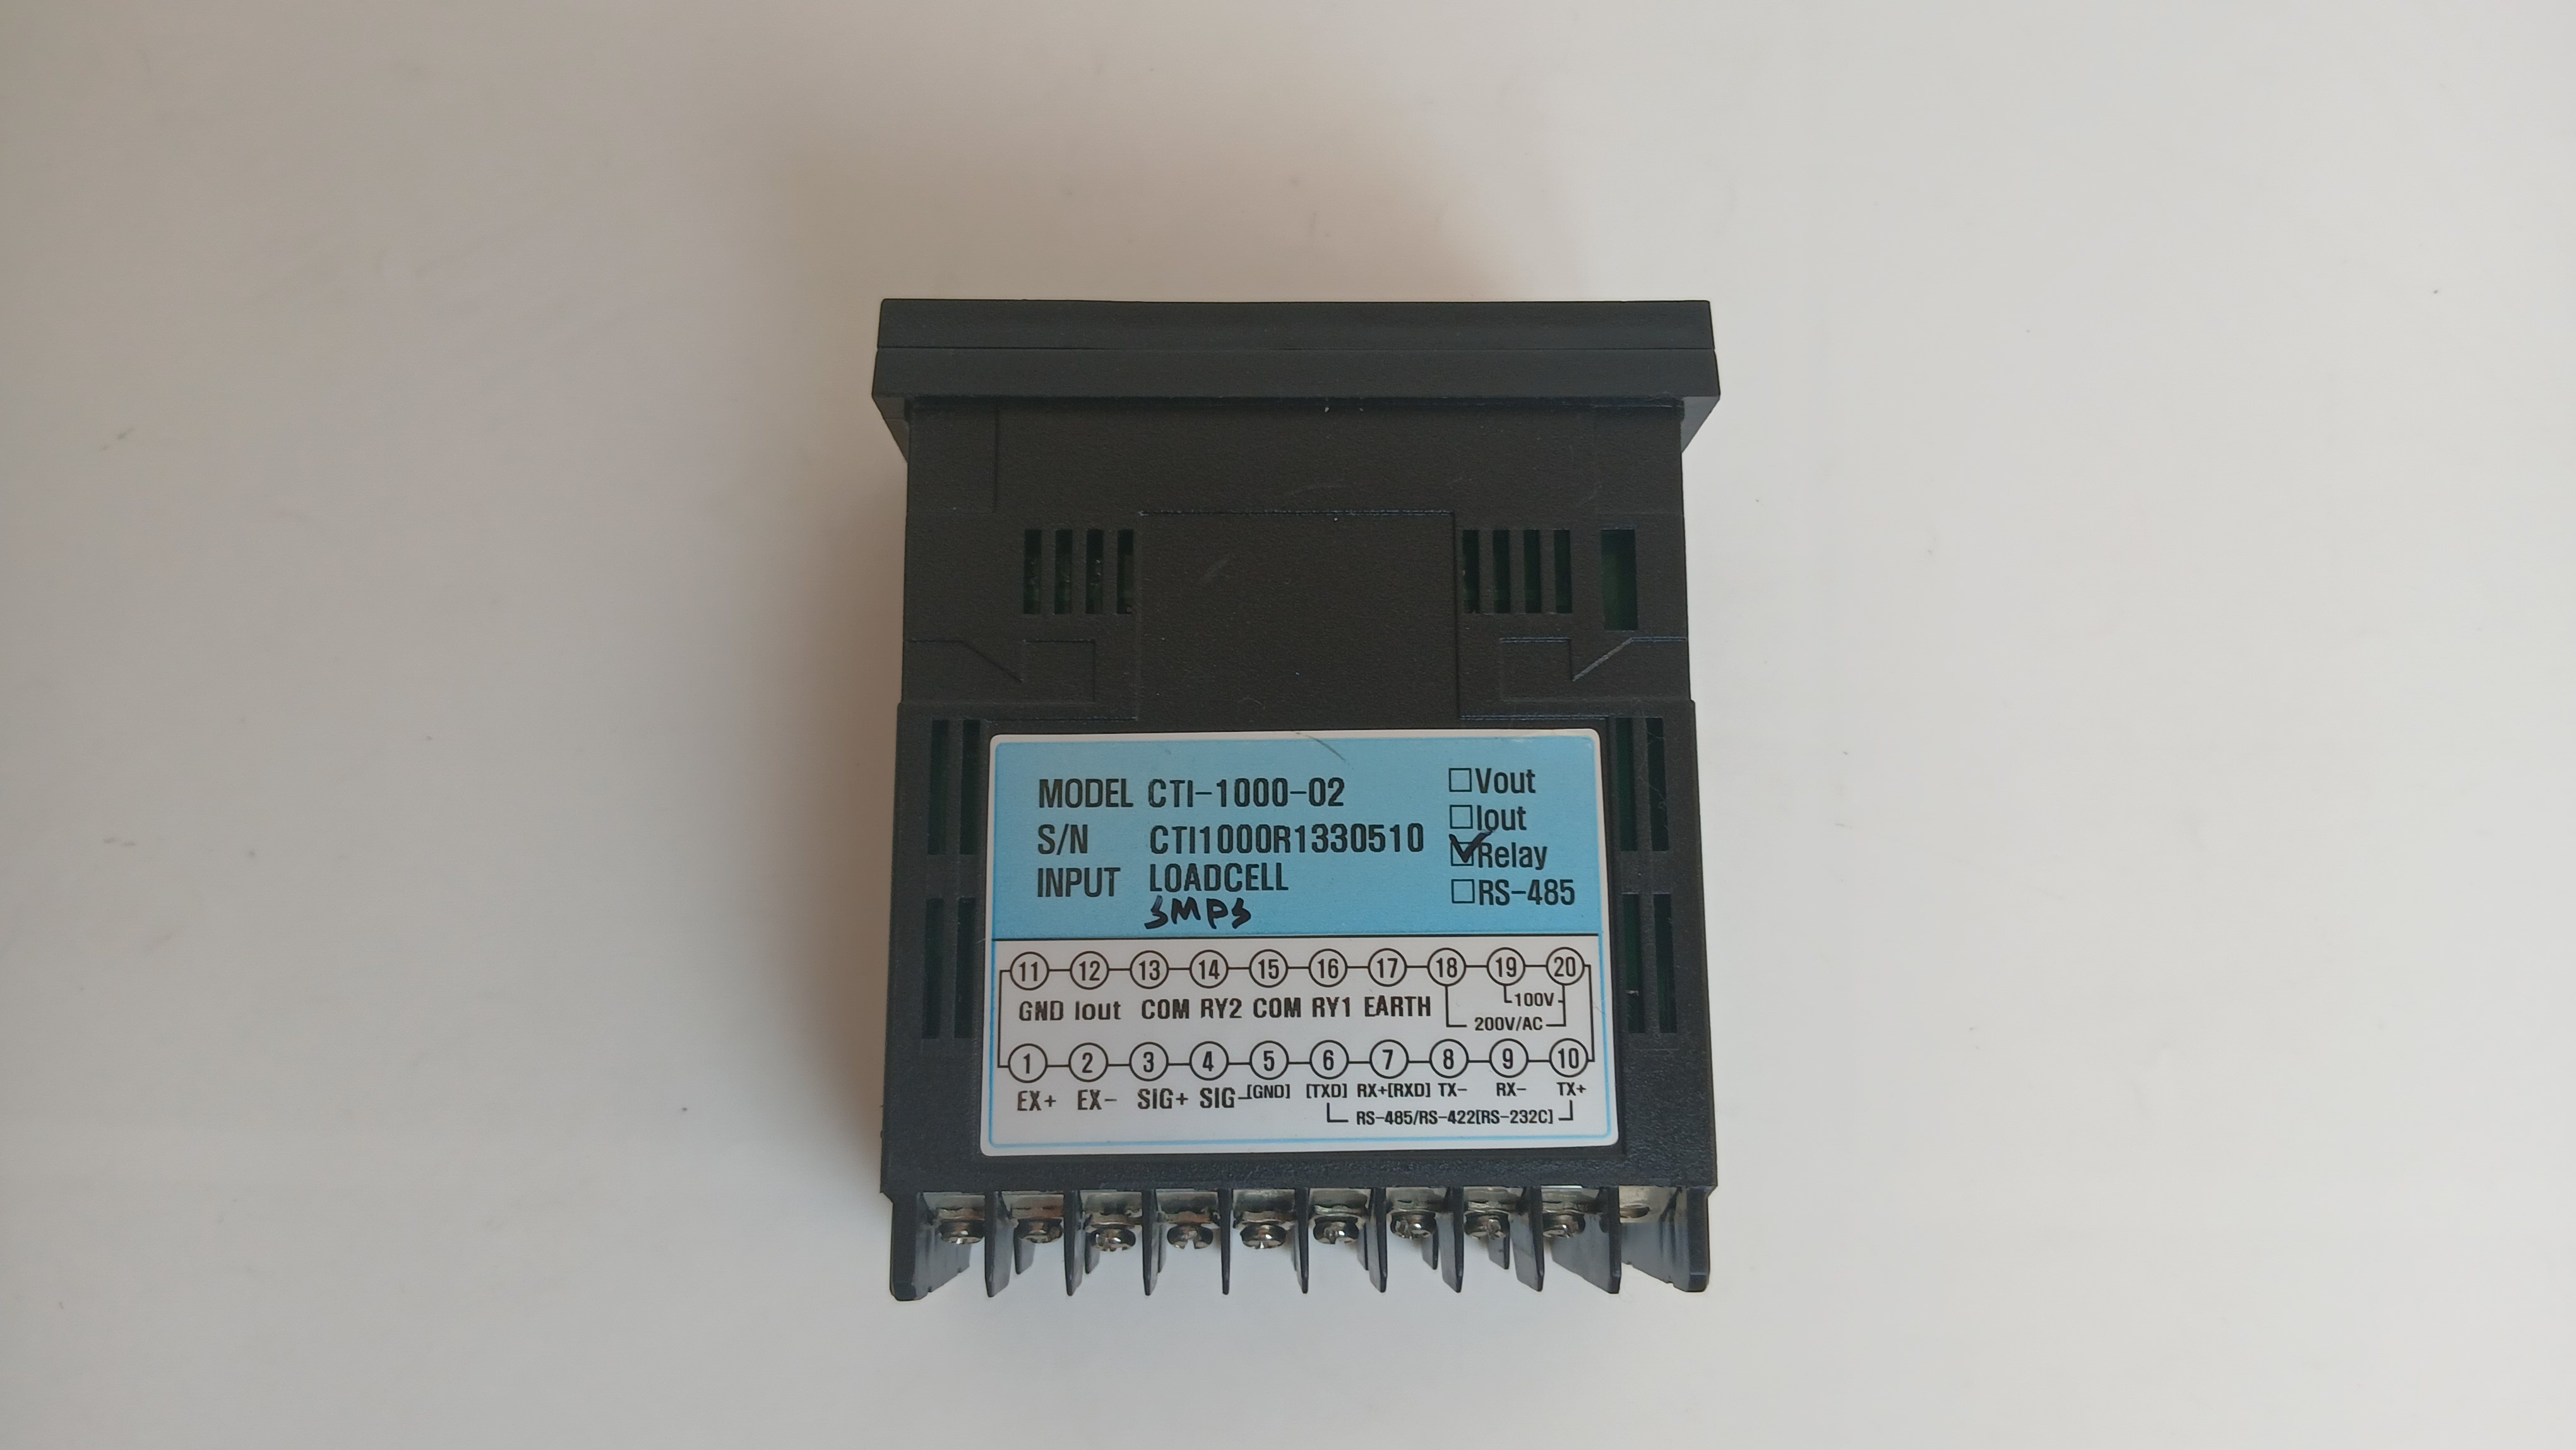 MODEL CTI-1000-02
S/N CTI1000R1330510
INPUT LOADCELL
SMPS
Vout
Iout
Relay
RS-485
11 12 13 14 15 16 17 18 19 20
GND Iout COM RY2 COM RY1 EARTH
100V
200V/AC
1 2 3 4 5 6 7 8 9 10
EX+ EX- SIG+ SIG- [GND] [TXD] RX+[RXD] TX- RX- TX+
RS-485/RS-422[RS-232C]